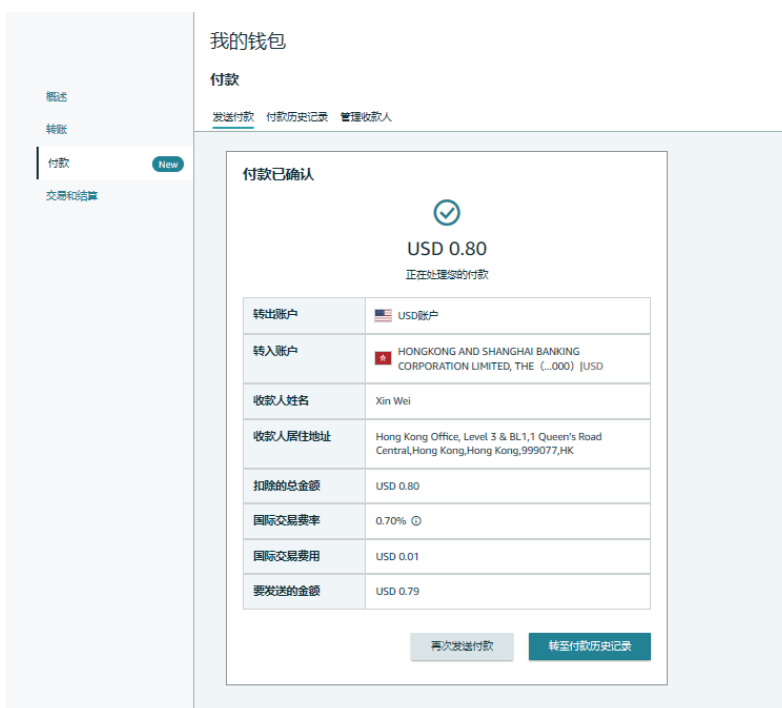 我的钱包
付款
概述
转账
付款 New
交易和结算
发送付款 付款历史记录 管理收款人
付款已确认
USD 0.80
正在处理您的付款
转出账户 USD账户
转入账户 HONGKONG AND SHANGHAI BANKING
CORPORATION LIMITED, THE（...000）|USD
收款人姓名 Xin Wei
收款人居住地址 Hong Kong Office, Level 3 & BL1,1 Queen's Road
Central,Hong Kong,Hong Kong,999077,HK
扣除的总金额 USD 0.80
国际交易费率 0.70%
国际交易费用 USD 0.01
要发送的金额 USD 0.79
再次发送付款 转至付款历史记录